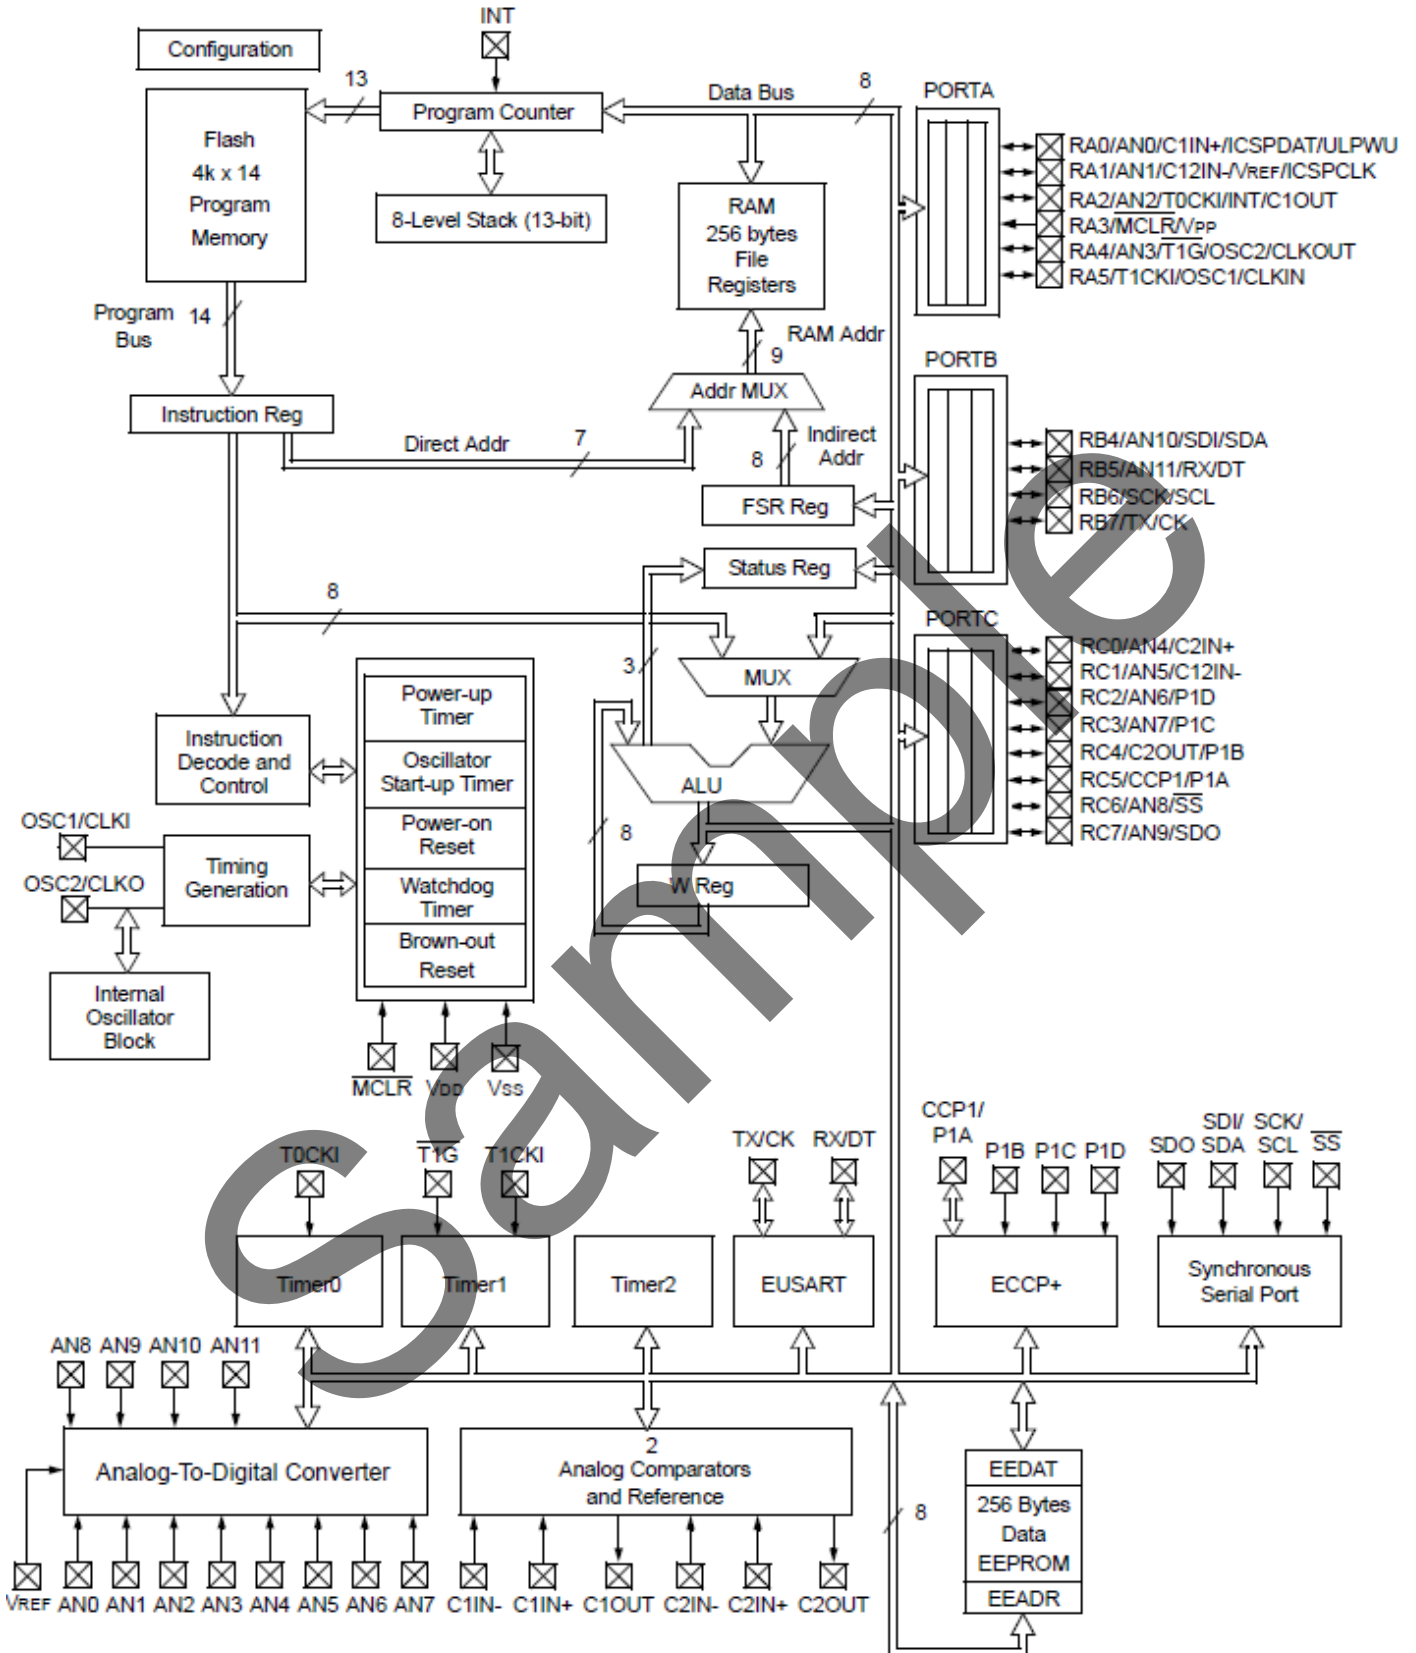 INT
Configuration
13
Data Bus
8
PORTA
Program Counter
Flash
4k x 14
Program
Memory
8-Level Stack (13-bit)
RAM
256 bytes
File
Registers
RA0/AN0/C1IN+/ICSPDAT/ULPWU
RA1/AN1/C12IN-/VREF/ICSPCLK
RA2/AN2/T0CKI/INT/C1OUT
RA3/MCLR/VPP
RA4/AN3/T1G/OSC2/CLKOUT
RA5/T1CKI/OSC1/CLKIN
Program
Bus
14
RAM Addr
9
PORTB
Addr MUX
Instruction Reg
Direct Addr
7
Indirect
Addr
8
FSR Reg
RB4/AN10/SDI/SDA
RB5/AN11/RX/DT
RB6/SCK/SCL
RB7/TX/CK
Status Reg
8
PORTC
3
MUX
RC0/AN4/C2IN+
RC1/AN5/C12IN-
RC2/AN6/P1D
RC3/AN7/P1C
RC4/C2OUT/P1B
RC5/CCP1/P1A
RC6/AN8/SS
RC7/AN9/SDO
Power-up
Timer
Oscillator
Start-up Timer
Power-on
Reset
Watchdog
Timer
Brown-out
Reset
Instruction
Decode and
Control
ALU
8
W Reg
OSC1/CLKI
OSC2/CLKO
Timing
Generation
Internal
Oscillator
Block
MCLR
VDD
VSS
Sample
T0CKI
T1G
T1CKI
TX/CK
RX/DT
CCP1/
P1A
P1B
P1C
P1D
SDO
SDI/
SDA
SCK/
SCL
SS
Timer0
Timer1
Timer2
EUSART
ECCP+
Synchronous
Serial Port
AN8
AN9
AN10
AN11
Analog-To-Digital Converter
2
Analog Comparators
and Reference
8
EEDAT
256 Bytes
Data
EEPROM
EEADR
VREF
AN0
AN1
AN2
AN3
AN4
AN5
AN6
AN7
C1IN-
C1IN+
C1OUT
C2IN-
C2IN+
C2OUT